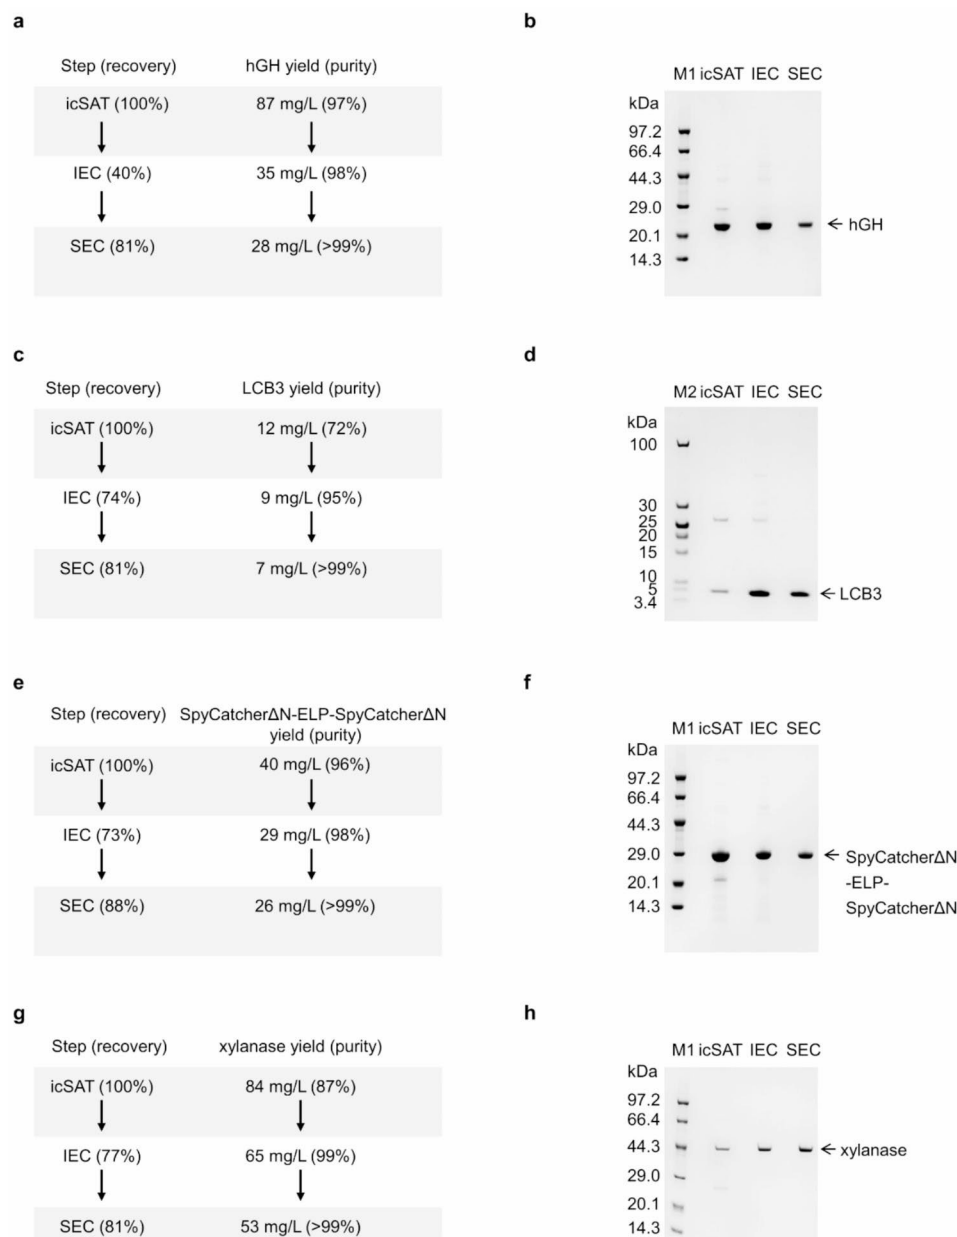 a
Step (recovery) hGH yield (purity)
icSAT (100%) 87 mg/L (97%)
IEC (40%) 35 mg/L (98%)
SEC (81%) 28 mg/L (>99%)
b
M1 icSAT IEC SEC
kDa
97.2
66.4
44.3
29.0
← hGH
20.1
14.3
c
Step (recovery) LCB3 yield (purity)
icSAT (100%) 12 mg/L (72%)
IEC (74%) 9 mg/L (95%)
SEC (81%) 7 mg/L (>99%)
d
M2 icSAT IEC SEC
kDa
100
30
25
20
15
10
5
← LCB3
3.4
e
Step (recovery) SpyCatcherΔN-ELP-SpyCatcherΔN
yield (purity)
icSAT (100%) 40 mg/L (96%)
IEC (73%) 29 mg/L (98%)
SEC (88%) 26 mg/L (>99%)
f
M1 icSAT IEC SEC
kDa
97.2
66.4
44.3
29.0 ← SpyCatcherΔN
20.1 -ELP-
14.3 SpyCatcherΔN
g
Step (recovery) xylanase yield (purity)
icSAT (100%) 84 mg/L (87%)
IEC (77%) 65 mg/L (99%)
SEC (81%) 53 mg/L (>99%)
h
M1 icSAT IEC SEC
kDa
97.2
66.4
44.3 ← xylanase
29.0
20.1
14.3